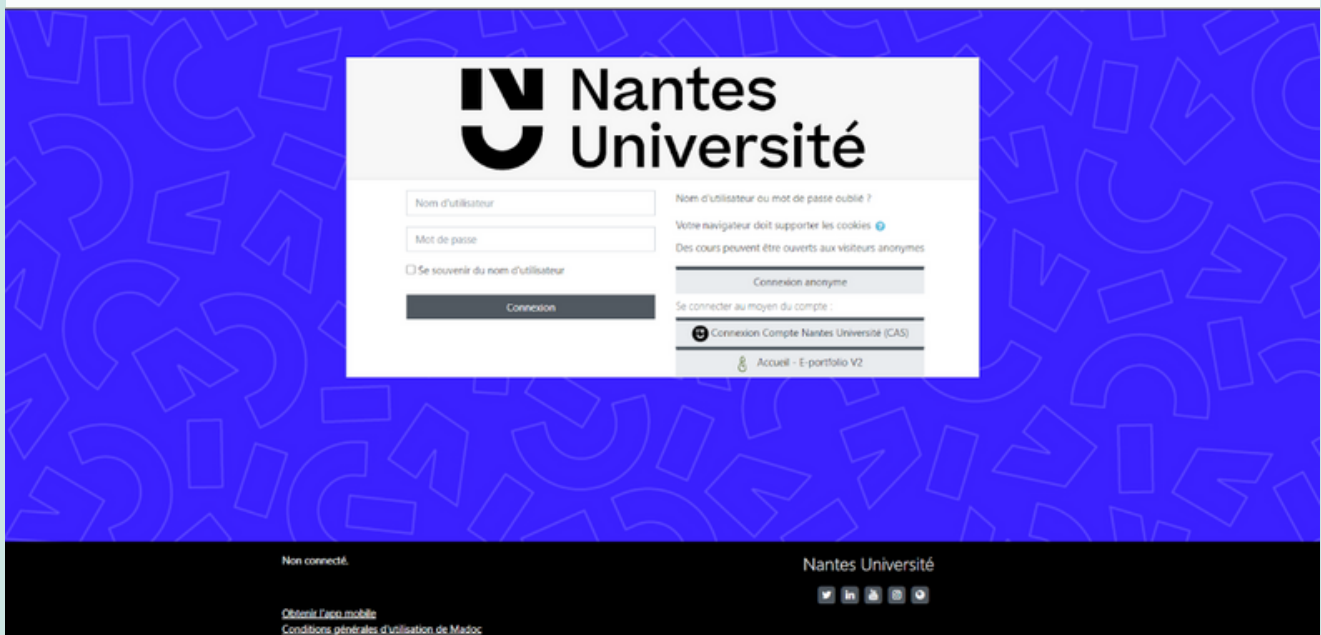 Nantes
Université
Nom d'utilisateur
Mot de passe
Se souvenir du nom d'utilisateur
Connexion
Nom d'utilisateur ou mot de passe oublié ?
Votre navigateur doit supporter les cookies
Des cours peuvent être ouverts aux visiteurs anonymes
Connexion anonyme
Se connecter au moyen du compte :
Connexion Compte Nantes Université (CAS)
Accueil - E-portfolio V2
Non connecté.
Obtenir l'app mobile
Conditions générales d'utilisation de Madoc
Nantes Université